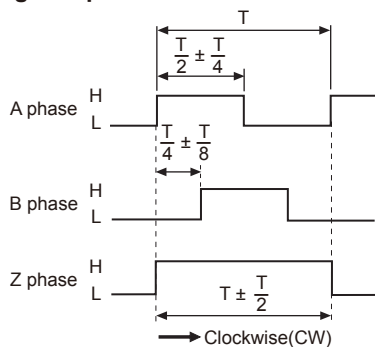 T
T/2 ± T/4
A phase H
L
T/4 ± T/8
B phase H
L
Z phase H
L
T ± T/2
Clockwise(CW)